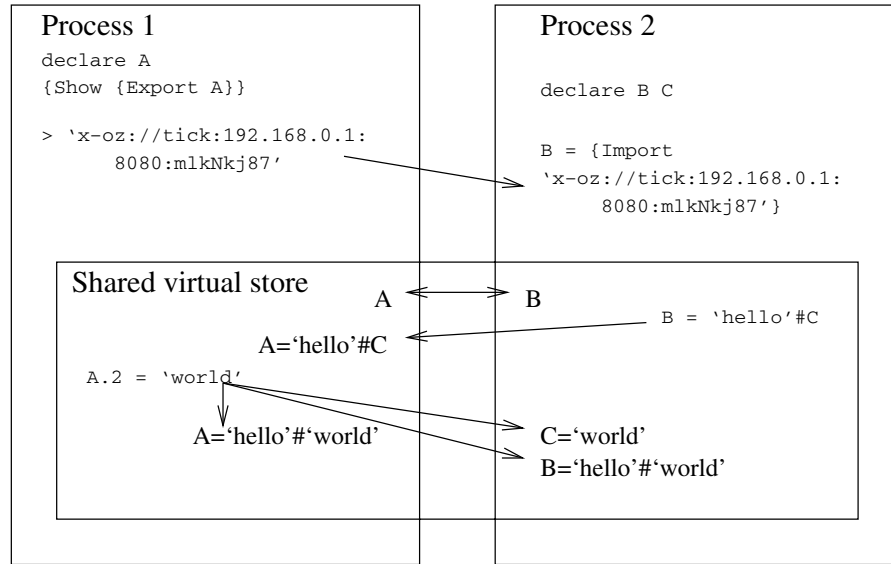 Process 1
declare A
{Show {Export A}}
> ‘x−oz://tick:192.168.0.1:
8080:mlkNkj87’
Process 2
declare B C
B = {Import
‘x−oz://tick:192.168.0.1:
8080:mlkNkj87’}
Shared virtual store
A
B
B = ‘hello’#C
A=‘hello’#C
A.2 = ‘world’
A=‘hello’#‘world’
C=‘world’
B=‘hello’#‘world’